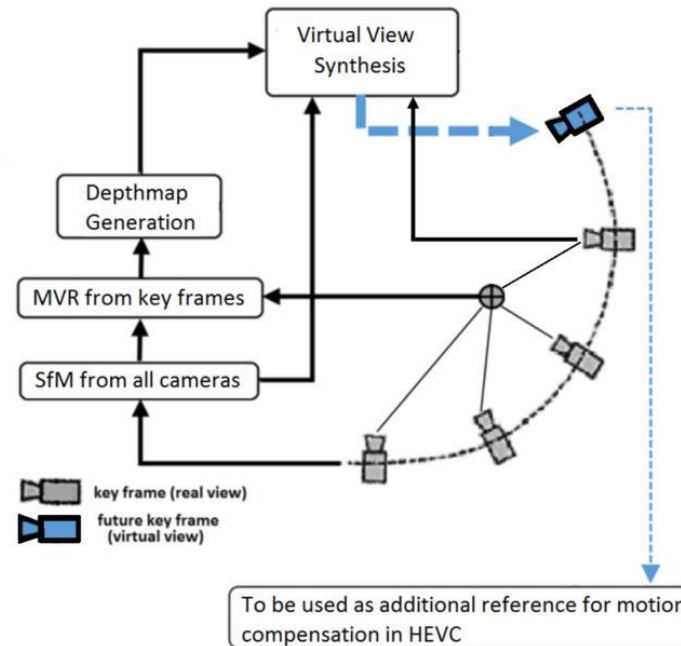 Virtual View
Synthesis
Depthmap
Generation
MVR from key frames
SfM from all cameras
key frame (real view)
future key frame
(virtual view)
To be used as additional reference for motion
compensation in HEVC